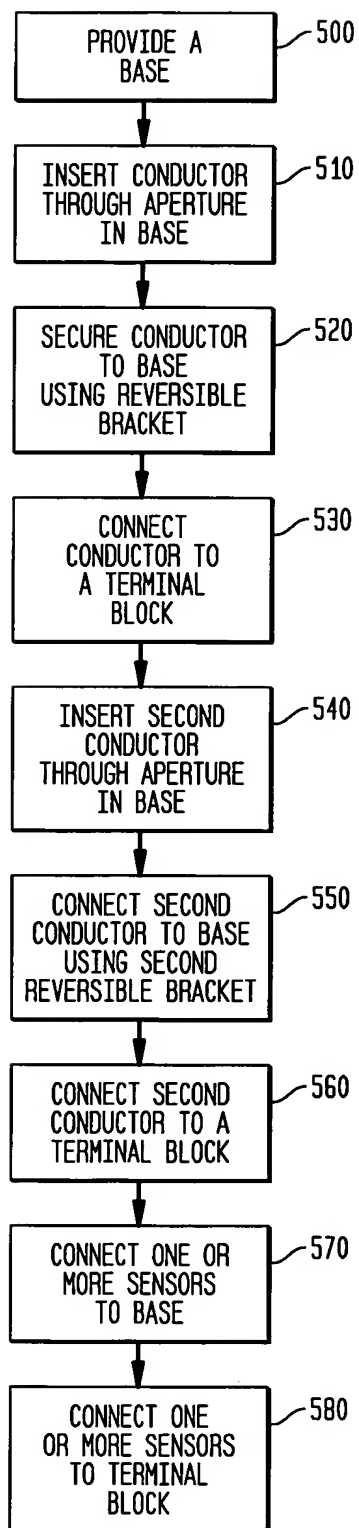 PROVIDE A
BASE
500
INSERT CONDUCTOR
THROUGH APERTURE
IN BASE
510
SECURE CONDUCTOR
TO BASE
USING REVERSIBLE
BRACKET
520
CONNECT
CONDUCTOR TO
A TERMINAL
BLOCK
530
INSERT SECOND
CONDUCTOR
THROUGH APERTURE
IN BASE
540
CONNECT SECOND
CONDUCTOR TO BASE
USING SECOND
REVERSIBLE BRACKET
550
CONNECT SECOND
CONDUCTOR TO A
TERMINAL BLOCK
560
CONNECT ONE OR
MORE SENSORS
TO BASE
570
CONNECT ONE
OR MORE SENSORS
TO TERMINAL
BLOCK
580